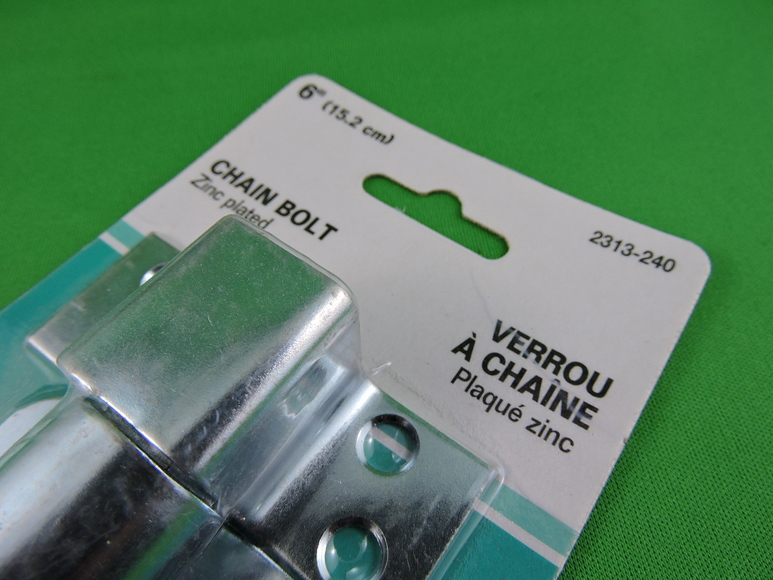 6" (15.2 cm)
CHAIN BOLT
Zinc plated
2313-240
VERROU
À CHAÎNE
Plaqué zinc